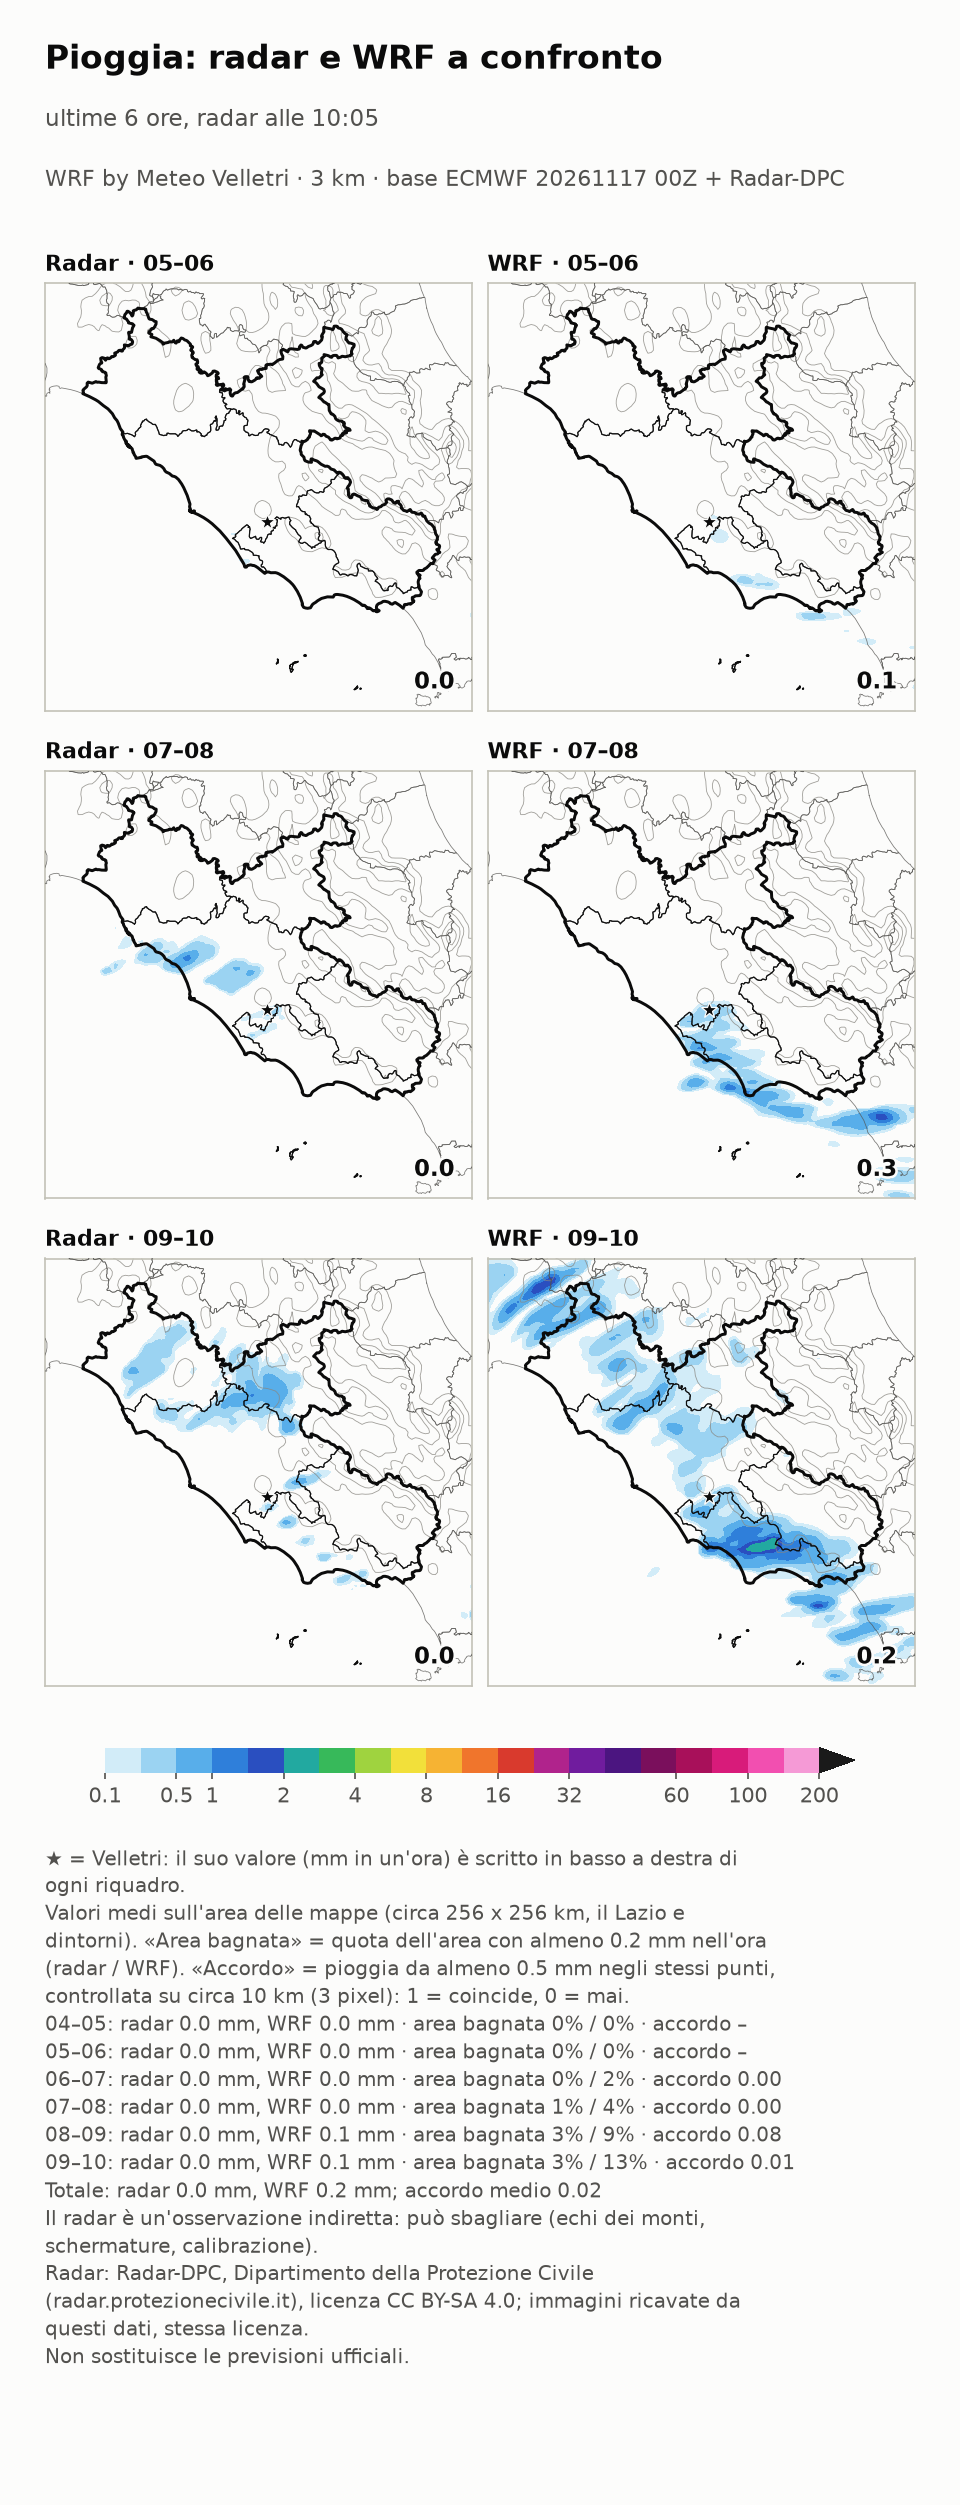 Pioggia: radar e WRF a confronto
ultime 6 ore, radar alle 10:05
WRF by Meteo Velletri · 3 km · base ECMWF 20261117 00Z + Radar-DPC
Radar · 05–06
WRF · 05–06
0.0
0.1
Radar · 07–08
WRF · 07–08
0.0
0.3
Radar · 09–10
WRF · 09–10
0.0
0.2
0.1 0.5 1 2 4 8 16 32 60 100 200
★ = Velletri: il suo valore (mm in un'ora) è scritto in basso a destra di
ogni riquadro.
Valori medi sull'area delle mappe (circa 256 x 256 km, il Lazio e
dintorni). «Area bagnata» = quota dell'area con almeno 0.2 mm nell'ora
(radar / WRF). «Accordo» = pioggia da almeno 0.5 mm negli stessi punti,
controllata su circa 10 km (3 pixel): 1 = coincide, 0 = mai.
04–05: radar 0.0 mm, WRF 0.0 mm · area bagnata 0% / 0% · accordo –
05–06: radar 0.0 mm, WRF 0.0 mm · area bagnata 0% / 0% · accordo –
06–07: radar 0.0 mm, WRF 0.0 mm · area bagnata 0% / 2% · accordo 0.00
07–08: radar 0.0 mm, WRF 0.0 mm · area bagnata 1% / 4% · accordo 0.00
08–09: radar 0.0 mm, WRF 0.1 mm · area bagnata 3% / 9% · accordo 0.08
09–10: radar 0.0 mm, WRF 0.1 mm · area bagnata 3% / 13% · accordo 0.01
Totale: radar 0.0 mm, WRF 0.2 mm; accordo medio 0.02
Il radar è un'osservazione indiretta: può sbagliare (echi dei monti,
schermature, calibrazione).
Radar: Radar-DPC, Dipartimento della Protezione Civile
(radar.protezionecivile.it), licenza CC BY-SA 4.0; immagini ricavate da
questi dati, stessa licenza.
Non sostituisce le previsioni ufficiali.